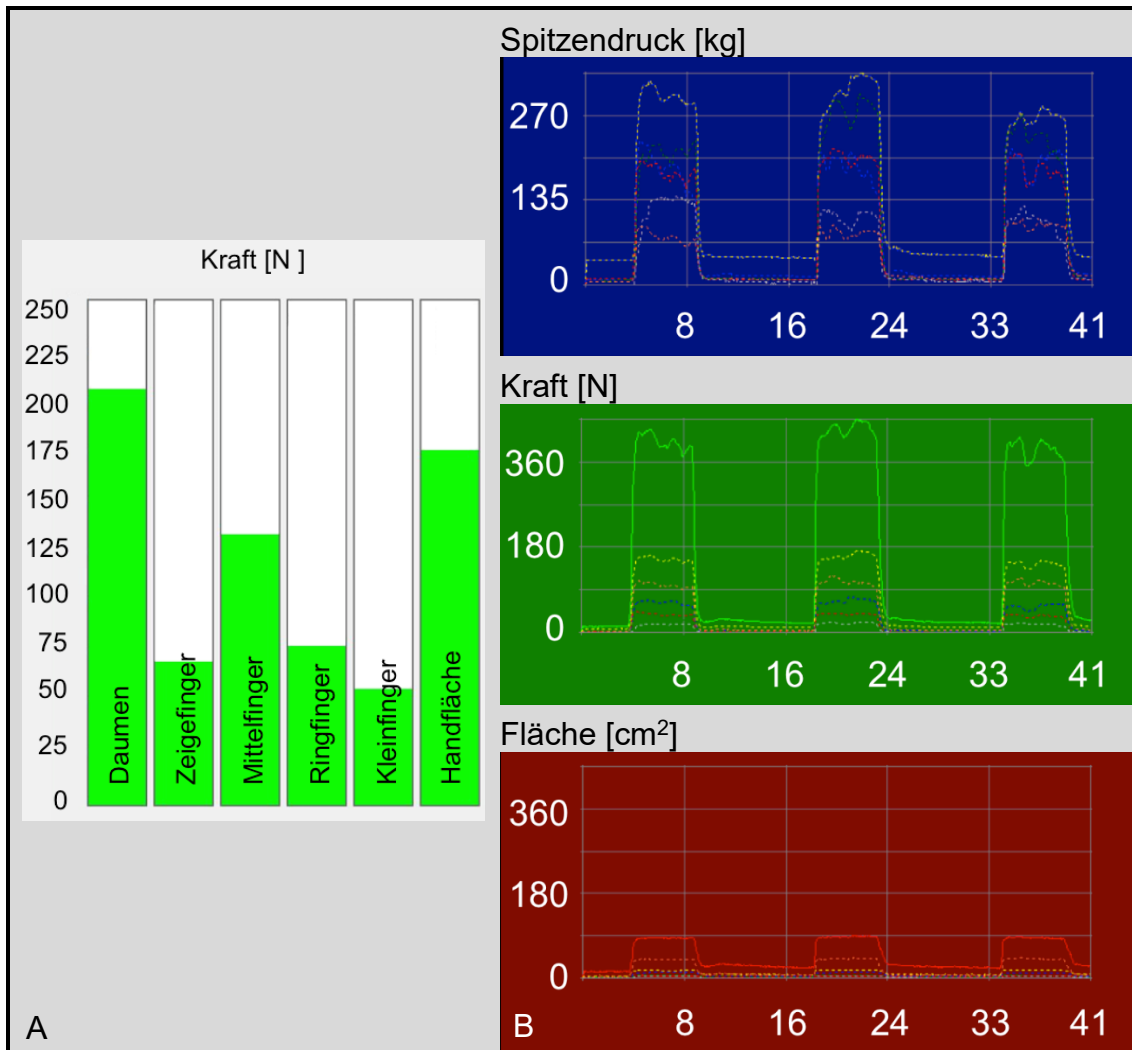 Kraft [N ]
250
225
200
175
150
125
100
75
50
25
0
Daumen
Zeigefinger
Mittelfinger
Ringfinger
Kleinfinger
Handfläche
A
Spitzendruck [kg]
270
135
0
8 16 24 33 41
Kraft [N]
360
180
0
8 16 24 33 41
Fläche [cm²]
360
180
0
8 16 24 33 41
B